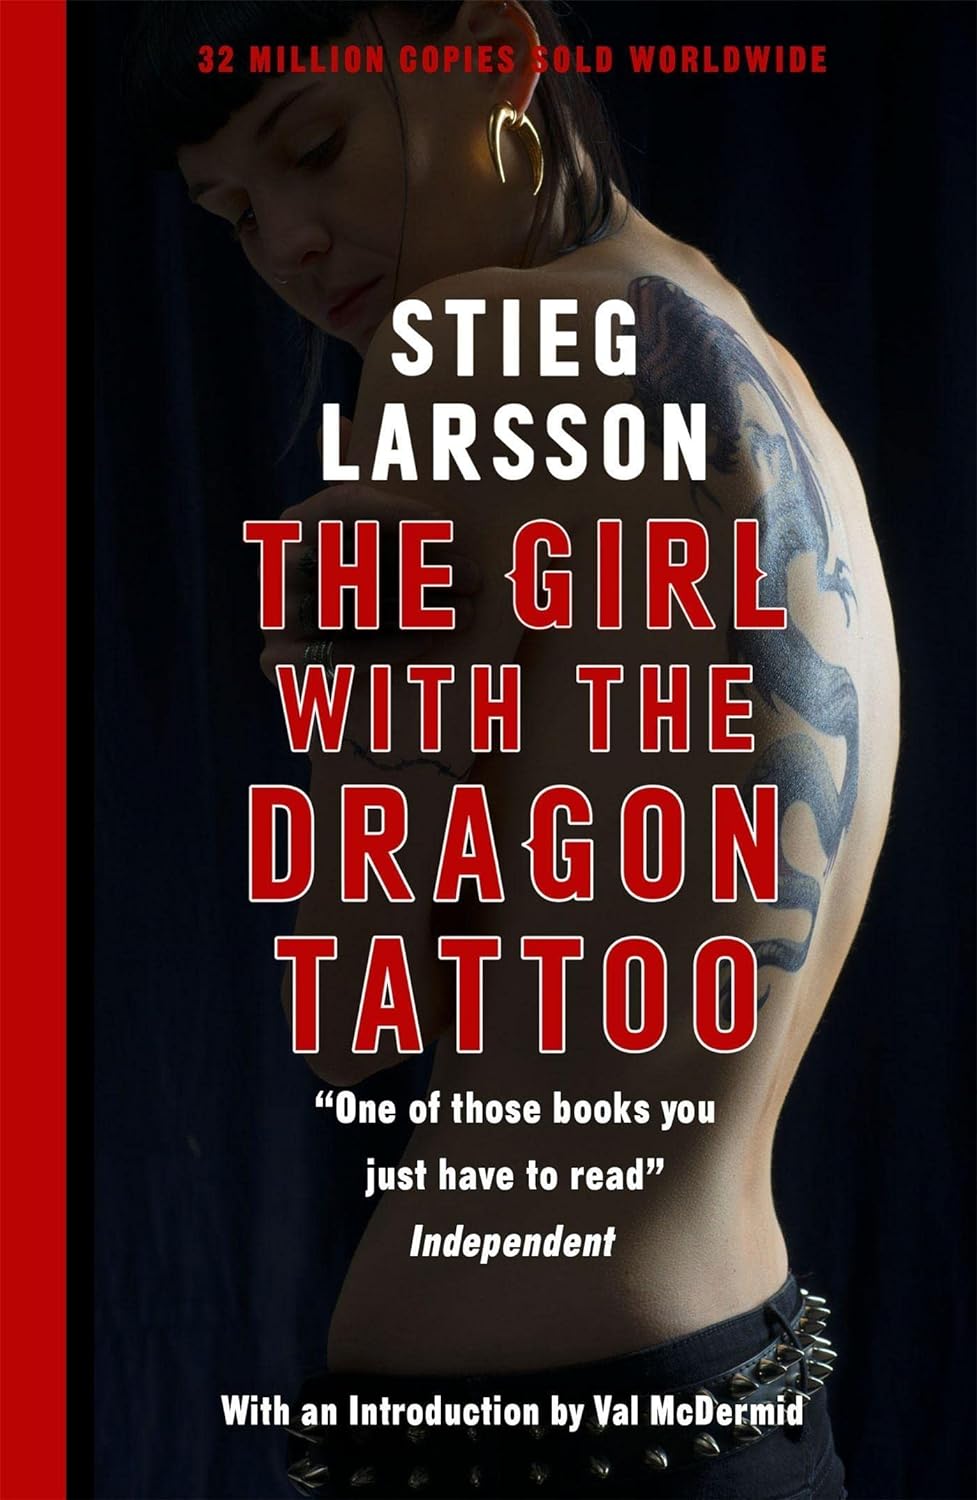 32 MILLION COPIES SOLD WORLDWIDE
STIEG
LARSSON
THE GIRL
WITH THE
DRAGON
TATTOO
“One of those books you
just have to read”
Independent
With an Introduction by Val McDermid